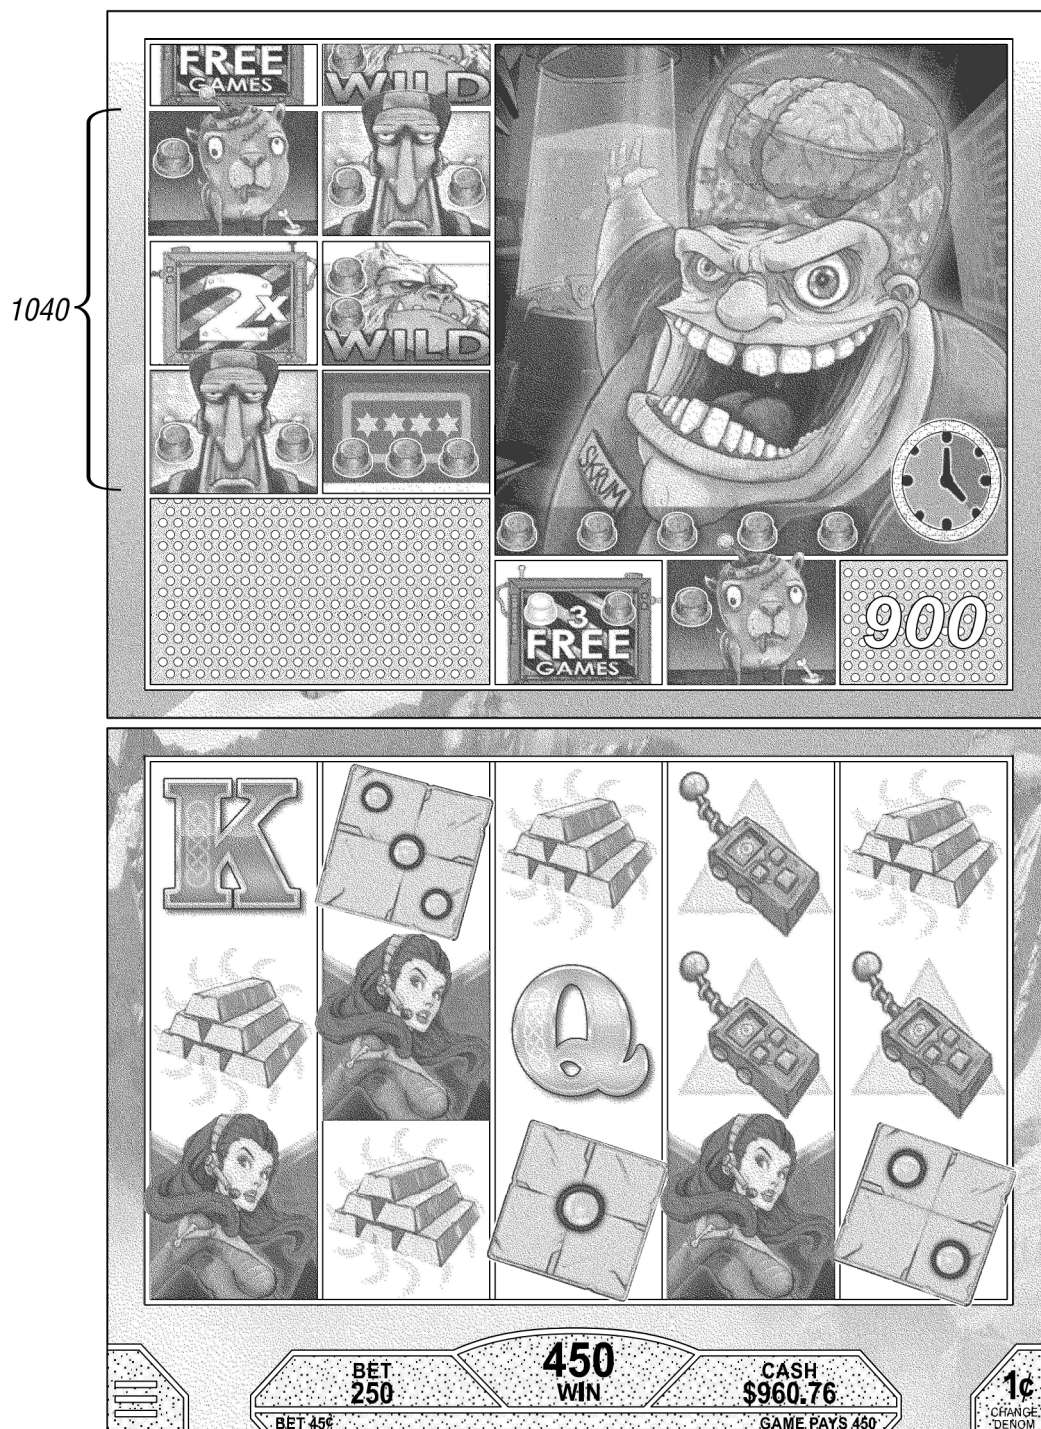 FREE
GAMES
WILD
1040
2x
WILD
SKRUM
3
FREE
GAMES
900
K
Q
450
WIN
BET
250
CASH
$960.76
1¢
CHANGE
DENOM
BET 45¢
GAME PAYS 450